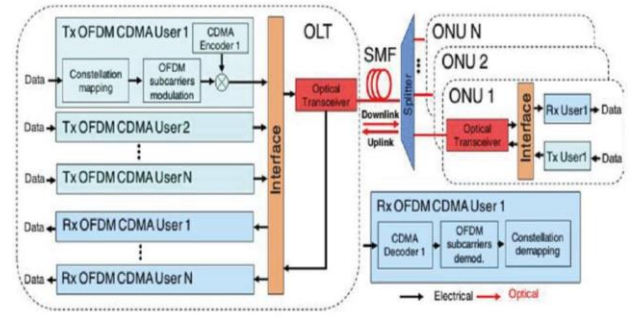 Tx OFDM CDMA User 1
CDMA
Encoder 1
OLT
Data
Constellation
mapping
OFDM
subcarriers
modulation
Data
Tx OFDM CDMA User2
Data
Tx OFDM CDMA UserN
Data
Rx OFDM CDMA User 1
Data
Rx OFDM CDMA User N
Interface
Optical
Transceiver
SMF
Downlink
Uplink
Splitter
ONU N
ONU 2
ONU 1
Optical
Transceiver
Interface
Rx User1
Data
Tx User1
Data
Rx OFDM CDMA User 1
CDMA
Decoder 1
OFDM
subcarriers
demod.
Constellation
demapping
Electrical
Optical